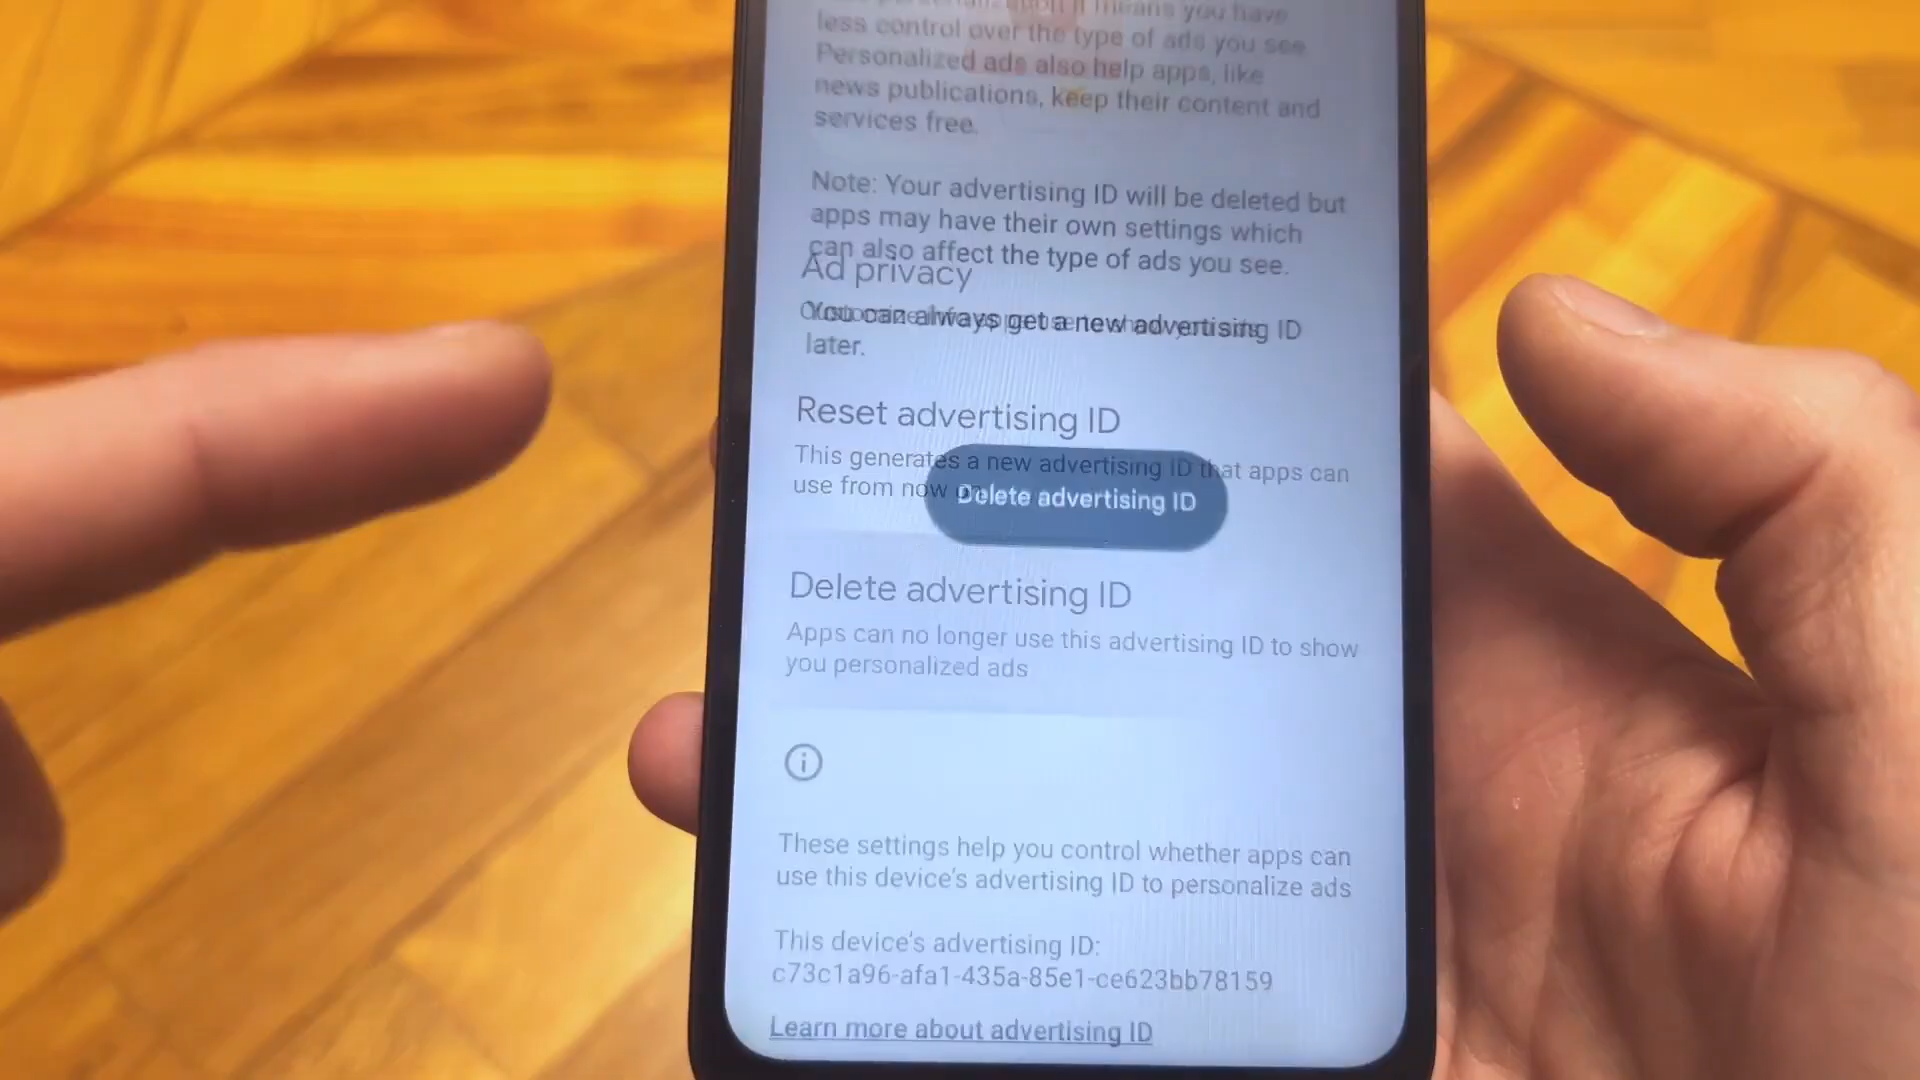 means you have
less control over the type of ads you see
Personalized ads also help apps, like
news publications, keep their content and
services free.
Note: Your advertising ID will be deleted but
apps may have their own settings which
can also affect the type of ads you see.
Ad privacy
You can always get a new advertising ID
later.
Reset advertising ID
This generates a new advertising ID that apps can
use from now
Delete advertising ID
Delete advertising ID
Apps can no longer use this advertising ID to show
you personalized ads
These settings help you control whether apps can
use this device's advertising ID to personalize ads
This device's advertising ID:
c73c1a96-afa1-435a-85e1-ce623bb78159
Learn more about advertising ID